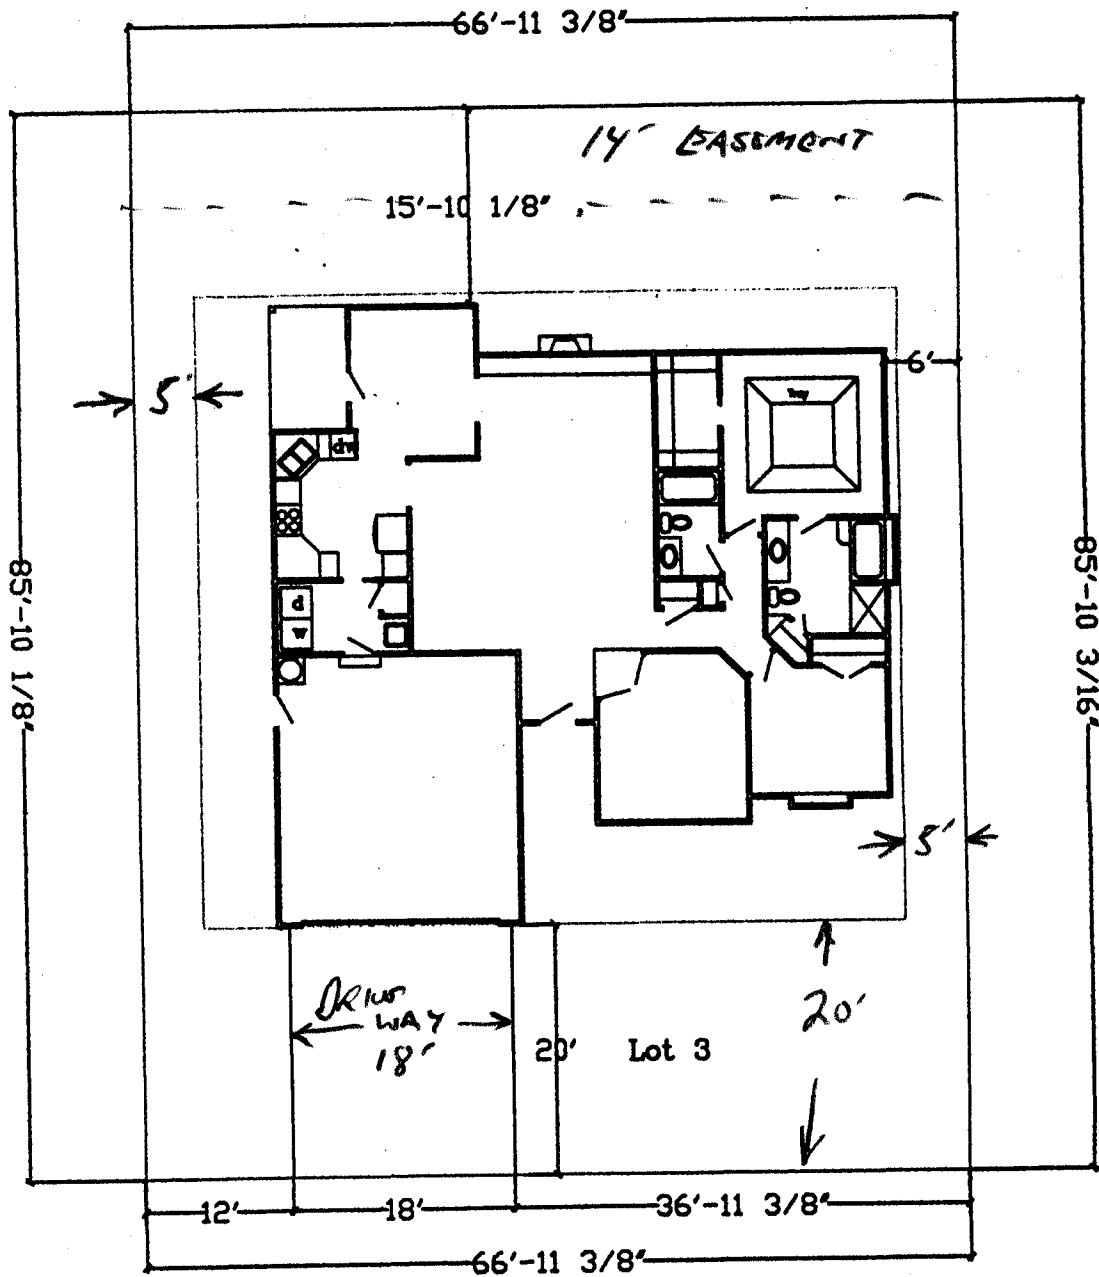 66'-11 3/8"
14' EASEMENT
15'-10 1/8"
5'
6'
Tray
dw
85'-10 1/8"
85'-10 3/16"
d
w
5'
DRIVE
WAY
18'
20'
20' Lot 3
12' 18' 36'-11 3/8"
66'-11 3/8"